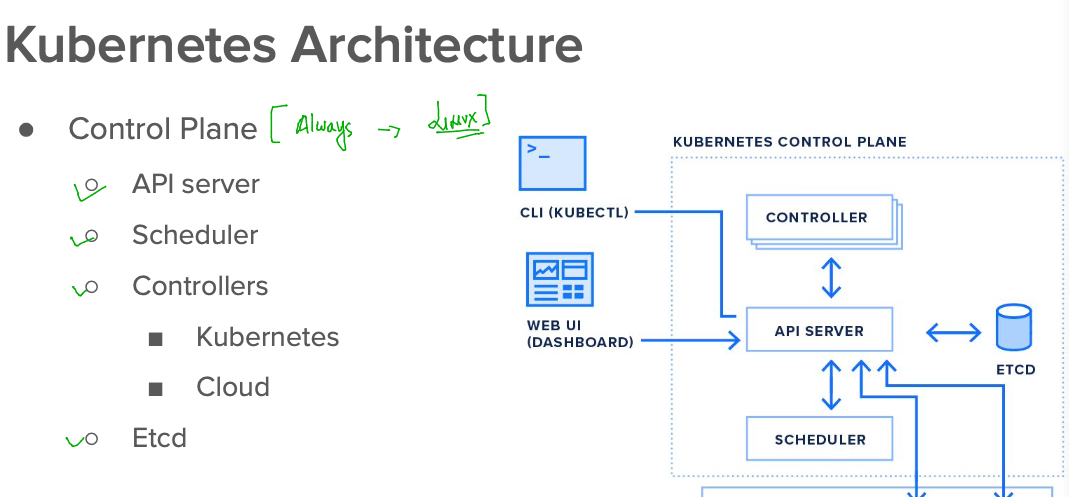 Kubernetes Architecture
Control Plane [Always → Linux]
API server
Scheduler
Controllers
Kubernetes
Cloud
Etcd
KUBERNETES CONTROL PLANE
>_
CLI (KUBECTL)
CONTROLLER
WEB UI
(DASHBOARD)
API SERVER
ETCD
SCHEDULER